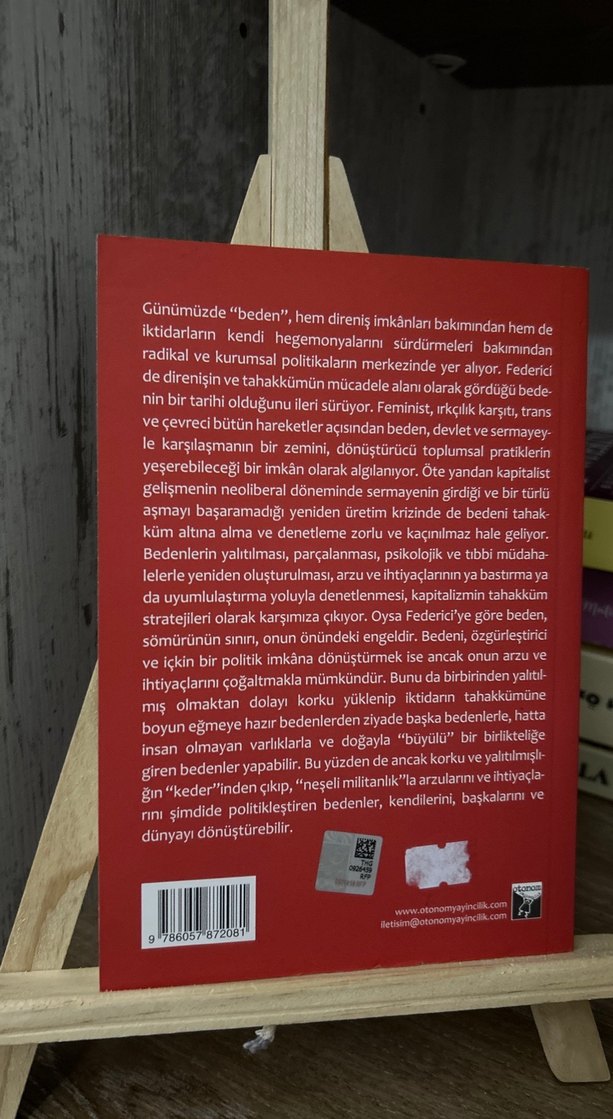 Günümüzde “beden”, hem direniş imkânları bakımından hem de
iktidarların kendi hegemonyalarını sürdürmeleri bakımından
radikal ve kurumsal politikaların merkezinde yer alıyor. Federici
de direnişin ve tahakkümün mücadele alanı olarak gördüğü bede-
nin bir tarihi olduğunu ileri sürüyor. Feminist, ırkçılık karşıtı, trans
ve çevreci bütün hareketler açısından beden, devlet ve sermayey-
le karşılaşmanın bir zemini, dönüştürücü toplumsal pratiklerin
yeşerebileceği bir imkân olarak algılanıyor. Öte yandan kapitalist
gelişmenin neoliberal döneminde sermayenin girdiği ve bir türlü
aşmayı başaramadığı yeniden üretim krizinde de bedeni tahak-
küm altına alma ve denetleme zorlu ve kaçınılmaz hale geliyor.
Bedenlerin yalıtılması, parçalanması, psikolojik ve tıbbi müdaha-
lelerle yeniden oluşturulması, arzu ve ihtiyaçlarının ya bastırma ya
da uyumlulaştırma yoluyla denetlenmesi, kapitalizmin tahakküm
stratejileri olarak karşımıza çıkıyor. Oysa Federici’ye göre beden,
sömürünün sınırı, onun önündeki engeldir. Bedeni, özgürleştirici
ve içkin bir politik imkâna dönüştürmek ise ancak onun arzu ve
ihtiyaçlarını çoğaltmakla mümkündür. Bunu da birbirinden yalıtıl-
mış olmaktan dolayı korku yüklenip iktidarın tahakkümüne
boyun eğmeye hazır bedenlerden ziyade başka bedenlerle, hatta
insan olmayan varlıklarla ve doğayla “büyülü” bir birlikteliğe
giren bedenler yapabilir. Bu yüzden de ancak korku ve yalıtılmışlı-
ğın “keder”inden çıkıp, “neşeli militanlık”la arzularını ve ihtiyaçla-
rını şimdide politikleştiren bedenler, kendilerini, başkalarını ve
dünyayı dönüştürebilir.
THG
0926459
RFP
9 786057 872081
www.otonomyayincilik.com
iletisim@otonomyayincilik.com
otonom